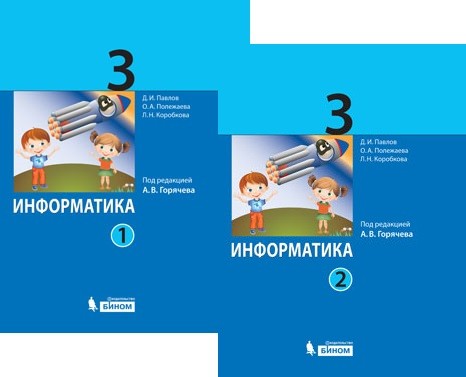 3
Д.И. Павлов
О.А. Полежаева
Л.Н. Коробкова
Под редакцией
А.В. Горячева
ИНФОРМАТИКА
1
издательство
БИНОМ
3
Д.И. Павлов
О.А. Полежаева
Л.Н. Коробкова
Под редакцией
А.В. Горячева
ИНФОРМАТИКА
2
издательство
БИНОМ